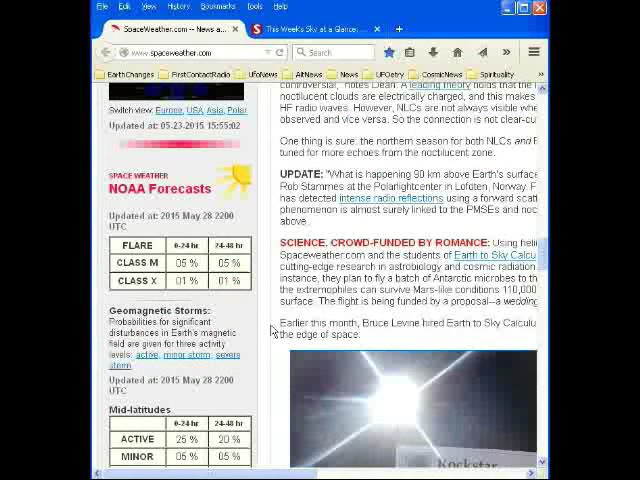 File Edit View History Bookmarks Tools Help
SpaceWeather.com -- News a...
This Week's Sky at a Glance,...
www.spaceweather.com
Search
EarthChanges FirstContactRadio UfoNews AltNews News UFOetry CosmicNews Spirituality
Switch view: Europe, USA, Asia, Polar
Updated at: 05-23-2015 15:55:02
SPACE WEATHER
NOAA Forecasts
Updated at: 2015 May 28 2200
UTC
FLARE 0-24 hr 24-48 hr
CLASS M 05 % 05 %
CLASS X 01 % 01 %
Geomagnetic Storms:
Probabilities for significant
disturbances in Earth's magnetic
field are given for three activity
levels: active, minor storm, severe
storm
Updated at: 2015 May 28 2200
UTC
Mid-latitudes
0-24 hr 24-48 hr
ACTIVE 25 % 20 %
MINOR 05 % 05 %
controversial," notes Dean. A leading theory holds that the
noctilucent clouds are electrically charged, and this makes
HF radio waves. However, NLCs are not always visible whe
observed and vice versa. So the connection is not clear-cu
One thing is sure, the northern season for both NLCs and
tuned for more echoes from the noctilucent zone.
UPDATE: "What is happening 90 km above Earth's surface
Rob Stammes at the Polarlightcenter in Lofoten, Norway.
has detected intense radio reflections using a forward scatt
phenomenon is almost surely linked to the PMSEs and noc
above.
SCIENCE, CROWD-FUNDED BY ROMANCE: Using heli
Spaceweather.com and the students of Earth to Sky Calcu
cutting-edge research in astrobiology and cosmic radiation
instance, they plan to fly a batch of Antarctic microbes to th
the extremophiles can survive Mars-like conditions 110,000
surface. The flight is being funded by a proposal--a wedding
Earlier this month, Bruce Levine hired Earth to Sky Calculu
the edge of space:
Rockstar